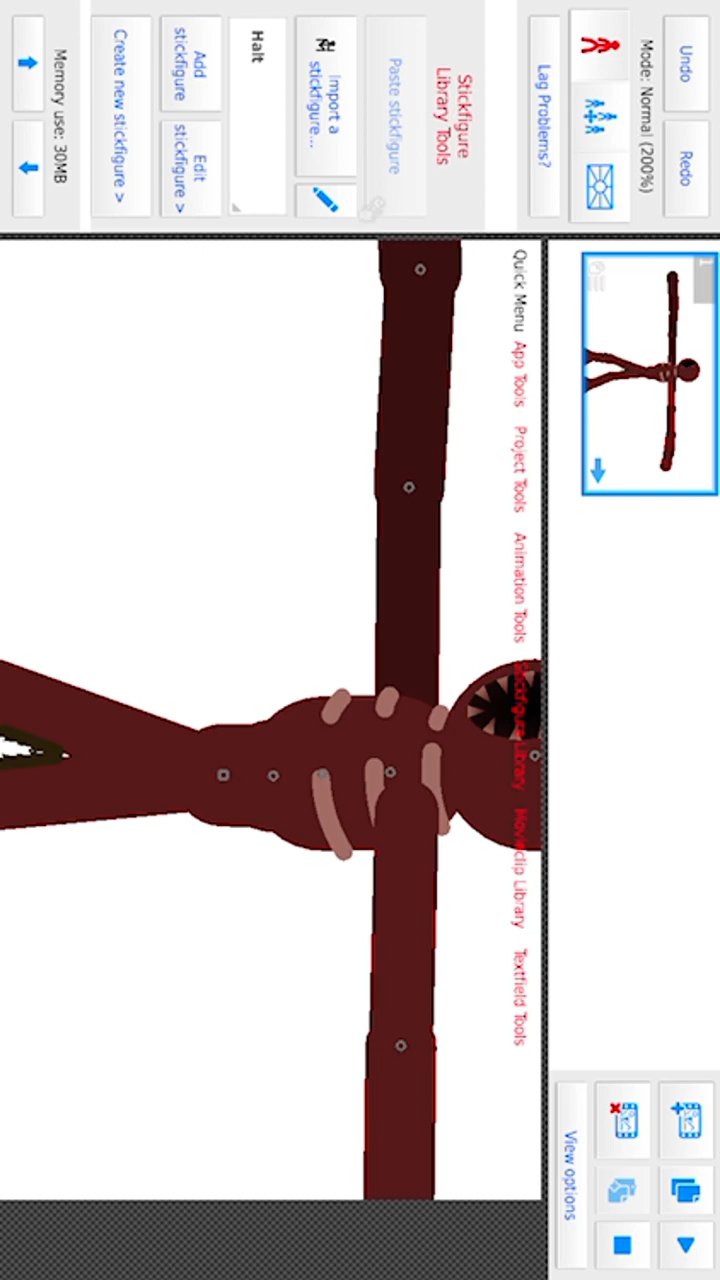 Undo
Redo
Mode: Normal (200%)
Lag Problems?
Stickfigure
Library Tools
Paste stickfigure
Import a
stickfigure...
Halt
Add
stickfigure
Edit
stickfigure >
Create new stickfigure >
Memory use: 30MB
1
Quick Menu App Tools Project Tools Animation Tools Stickfigure Library Movieclip Library Textfield Tools
View options